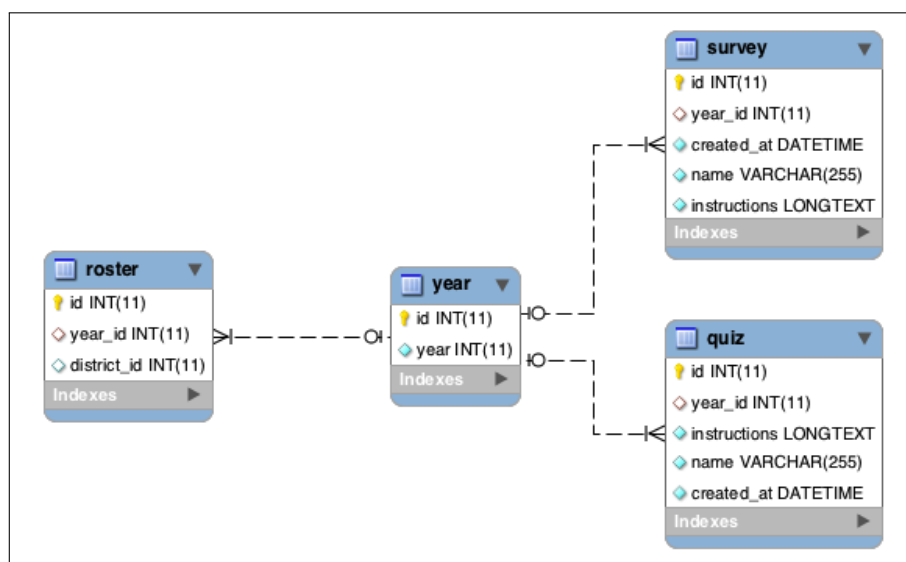 survey
id INT(11)
year_id INT(11)
created_at DATETIME
name VARCHAR(255)
instructions LONGTEXT
Indexes
roster
id INT(11)
year_id INT(11)
district_id INT(11)
Indexes
year
id INT(11)
year INT(11)
Indexes
quiz
id INT(11)
year_id INT(11)
instructions LONGTEXT
name VARCHAR(255)
created_at DATETIME
Indexes